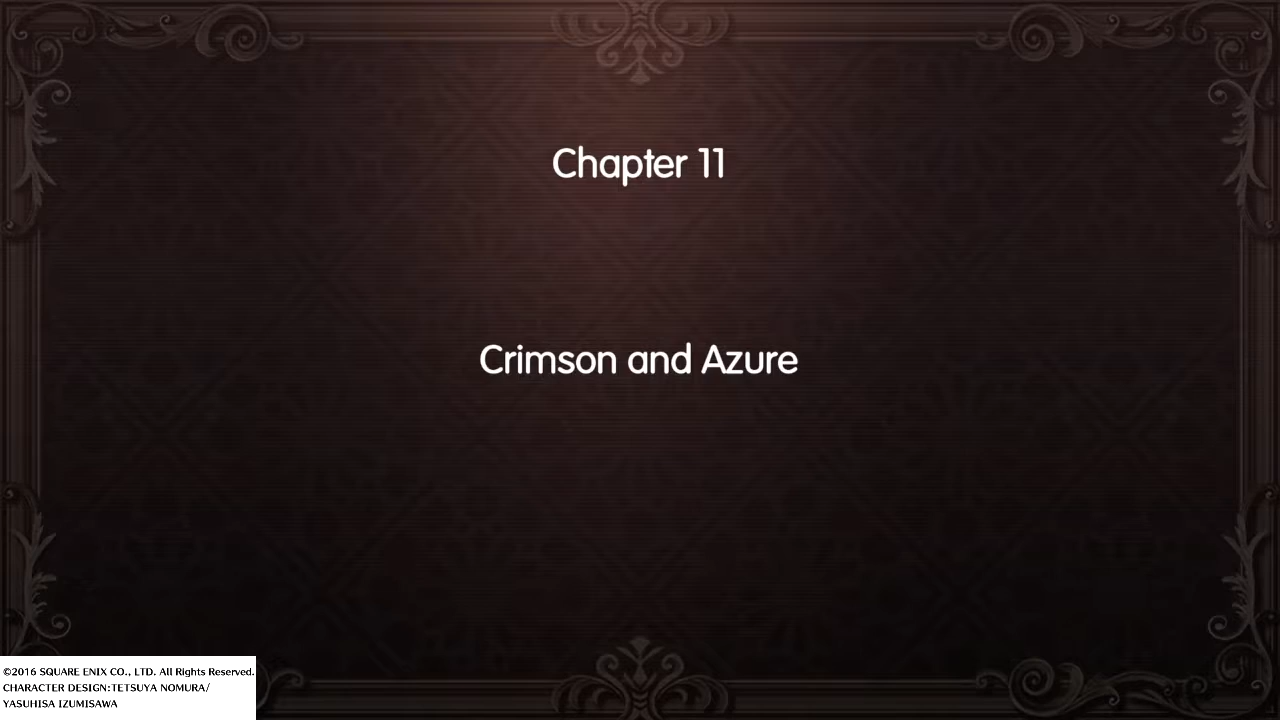 Chapter 11
Crimson and Azure
©2016 SQUARE ENIX CO., LTD. All Rights Reserved.
CHARACTER DESIGN:TETSUYA NOMURA/
YASUHISA IZUMISAWA